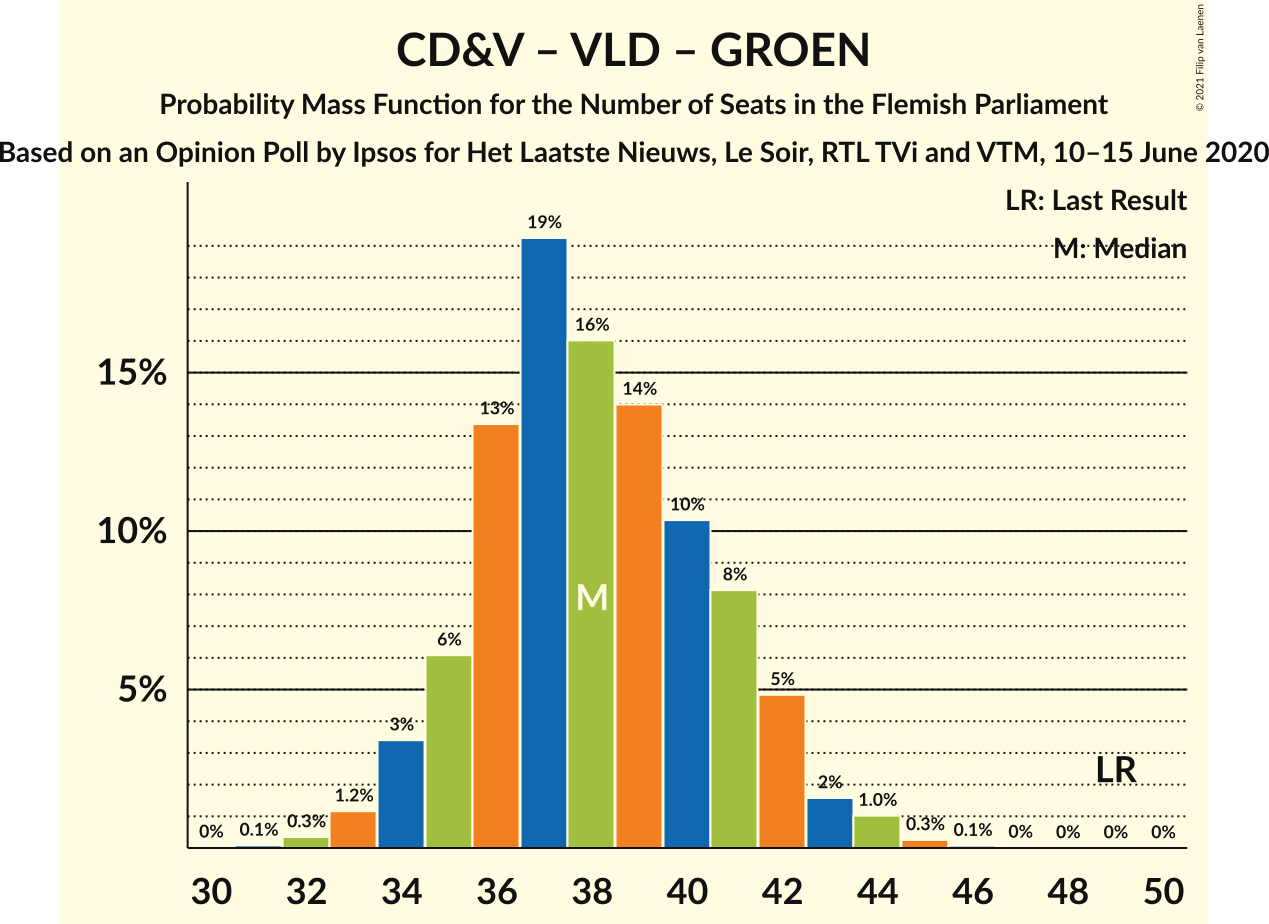 CD&V – VLD – GROEN
Probability Mass Function for the Number of Seats in the Flemish Parliament
Based on an Opinion Poll by Ipsos for Het Laatste Nieuws, Le Soir, RTL TVi and VTM, 10–15 June 2020
© 2021 Filip van Laenen
LR: Last Result
M: Median
19%
16%
15%
14%
13%
10%
10%
8%
M
6%
5%
5%
3%
LR
2%
1.2%
1.0%
0% 0.1% 0.3% 0.3% 0.1% 0% 0% 0% 0%
30 32 34 36 38 40 42 44 46 48 50